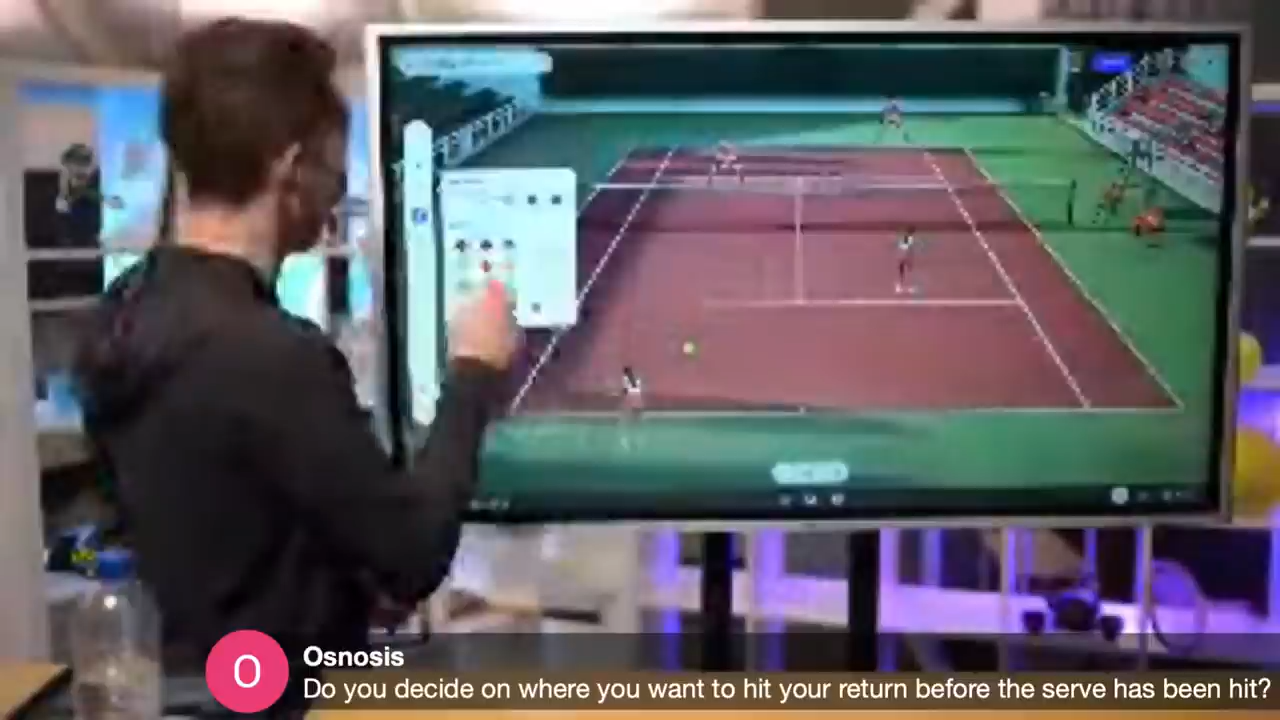 O
Osnosis
Do you decide on where you want to hit your return before the serve has been hit?